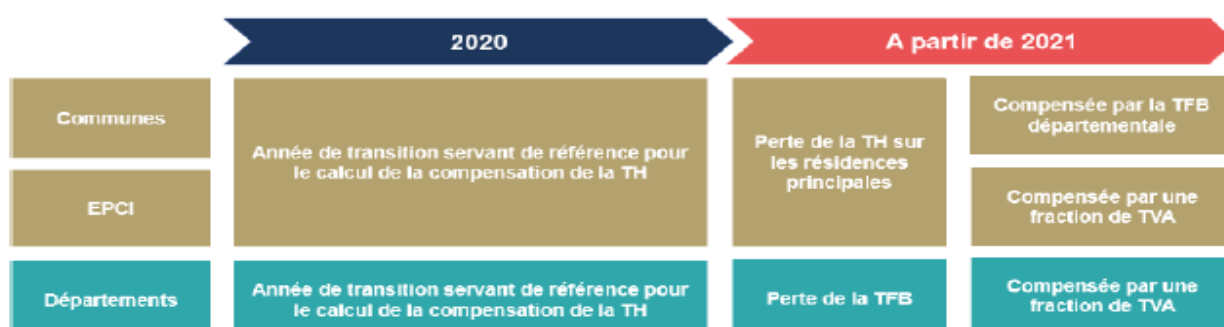 2020
A partir de 2021
Communes
Année de transition servant de référence pour
le calcul de la compensation de la TH
Perte de la TH sur
les résidences
principales
Compensée par la TFB
départementale
EPCI
Compensée par une
fraction de TVA
Départements
Année de transition servant de référence pour
le calcul de la compensation de la TH
Perte de la TFB
Compensée par une
fraction de TVA